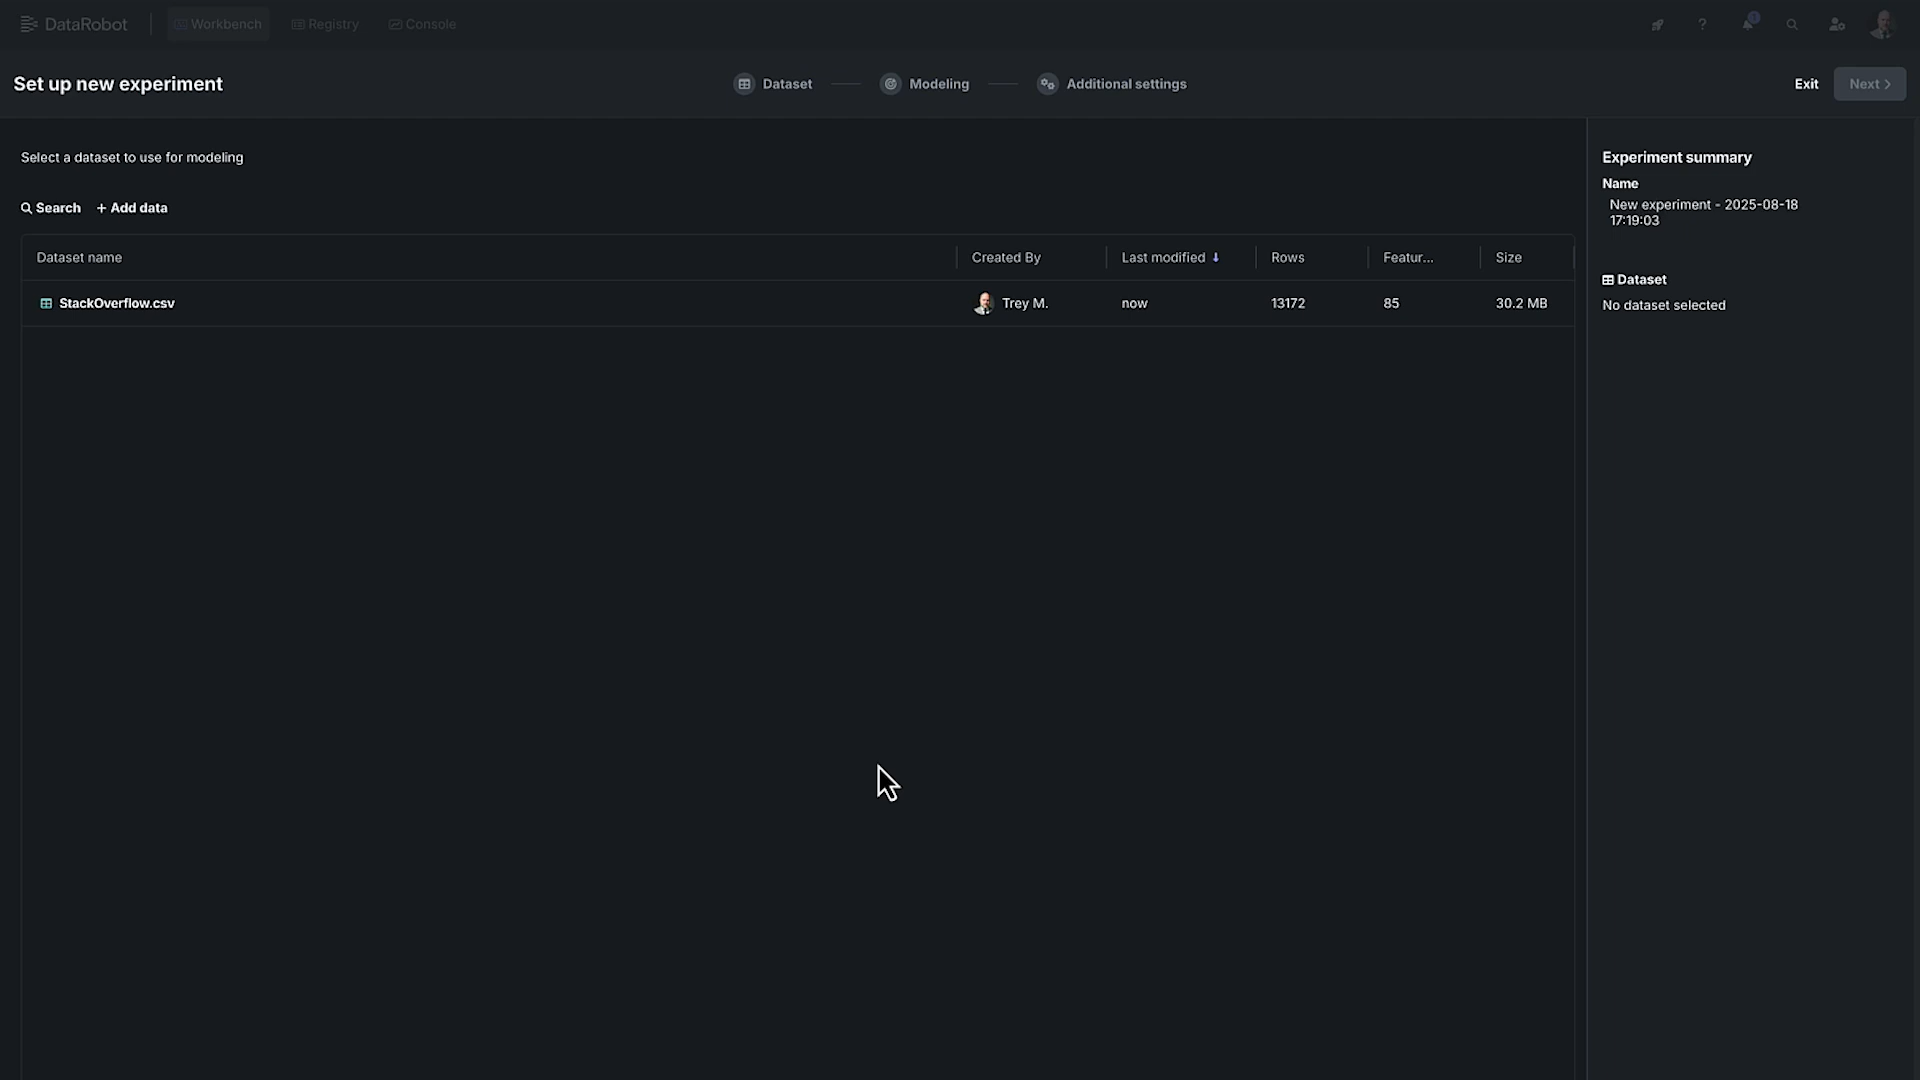 DataRobot
Workbench
Registry
Console
1
Set up new experiment
Dataset
Modeling
Additional settings
Exit
Next
Select a dataset to use for modeling
Search
+ Add data
Dataset name
Created By
Last modified
Rows
Featur...
Size
StackOverflow.csv
Trey M.
now
13172
85
30.2 MB
Experiment summary
Name
New experiment - 2025-08-18
17:19:03
Dataset
No dataset selected